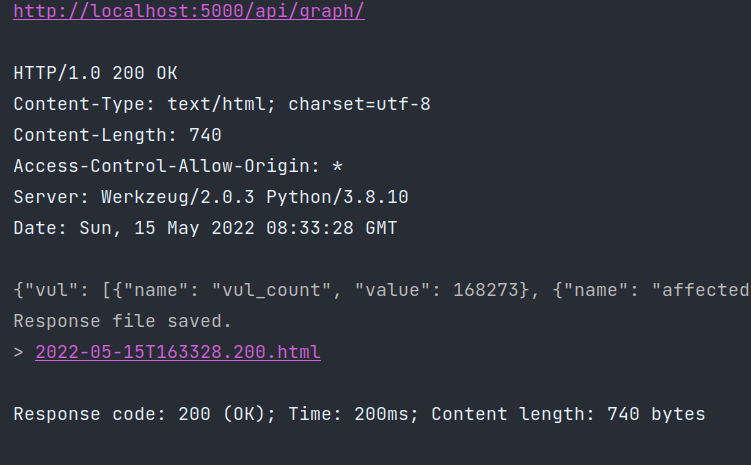 http://localhost:5000/api/graph/
HTTP/1.0 200 OK
Content-Type: text/html; charset=utf-8
Content-Length: 740
Access-Control-Allow-Origin: *
Server: Werkzeug/2.0.3 Python/3.8.10
Date: Sun, 15 May 2022 08:33:28 GMT
{"vul": [{"name": "vul_count", "value": 168273}, {"name": "affected
Response file saved.
> 2022-05-15T163328.200.html
Response code: 200 (OK); Time: 200ms; Content length: 740 bytes